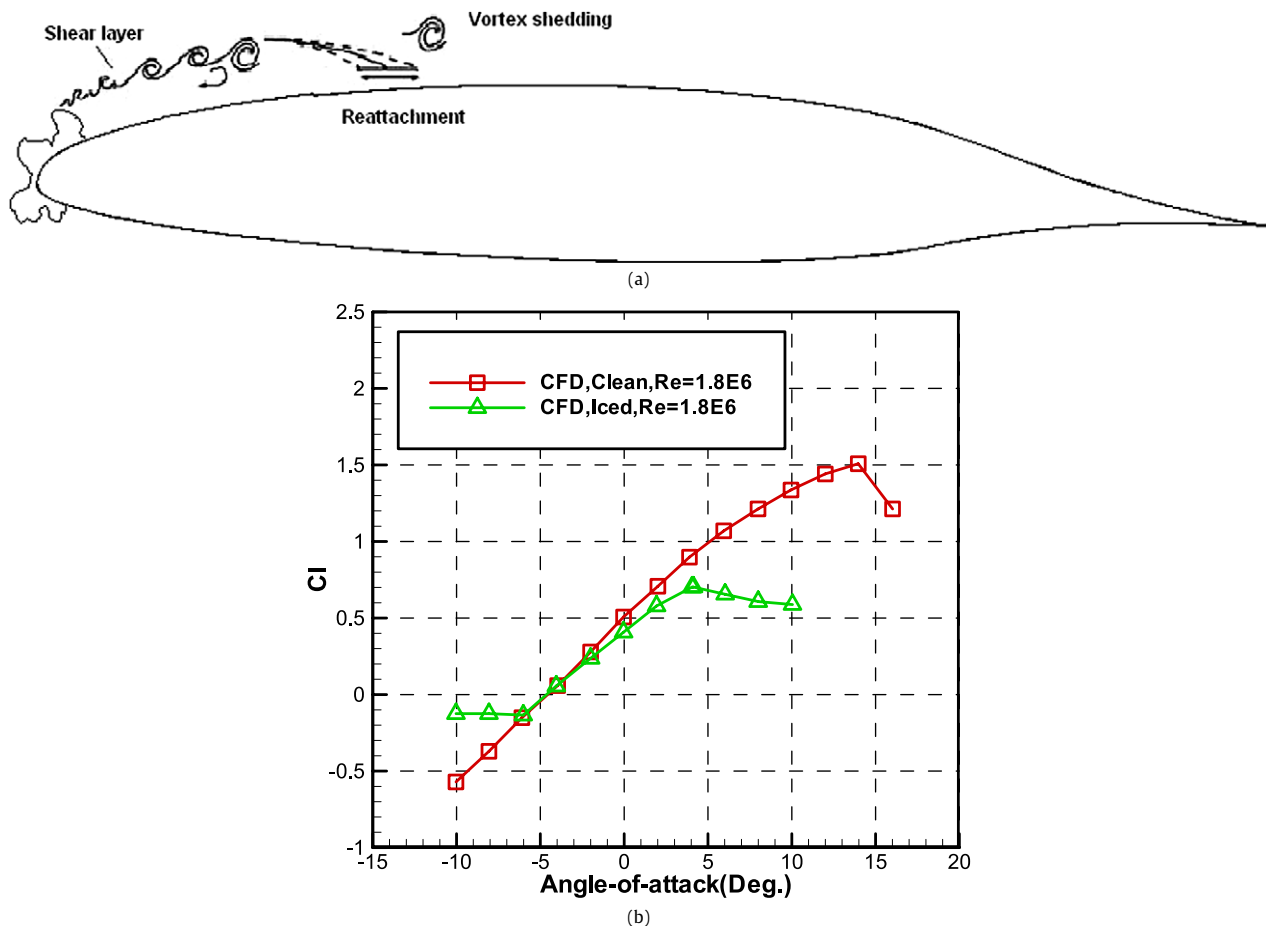 Vortex shedding
Shear layer
Reattachment
(a)
2.5
2
1.5
1
0.5
0
-0.5
-1
CFD,Clean,Re=1.8E6
CFD,Iced,Re=1.8E6
Cl
-15 -10 -5 0 5 10 15 20
Angle-of-attack(Deg.)
(b)